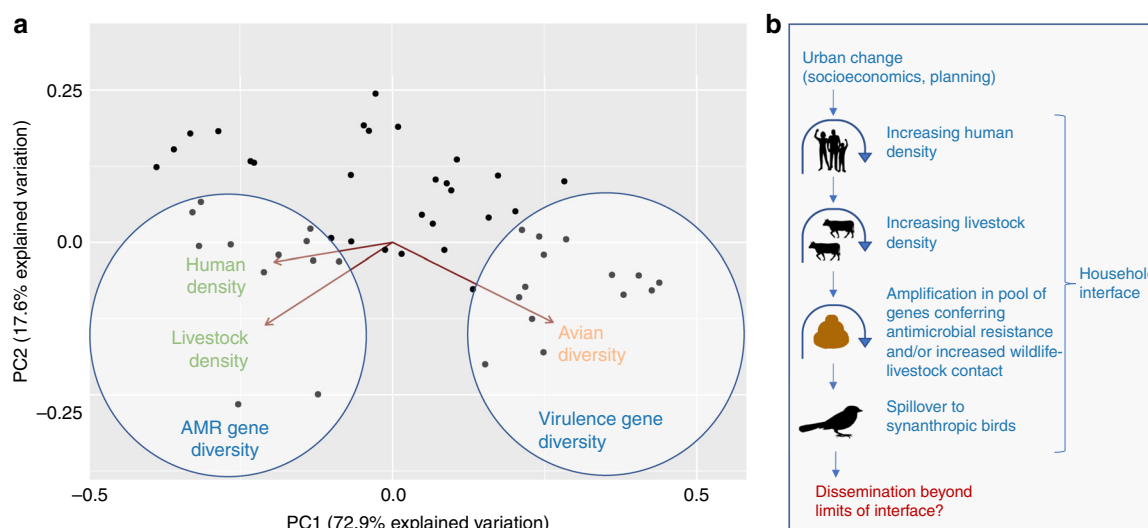 a
PC2 (17.6% explained variation)
0.25
0.0
−0.25
−0.5
0.0
0.5
PC1 (72.9% explained variation)
Human
density
Livestock
density
AMR gene
diversity
Avian
diversity
Virulence gene
diversity
b
Urban change
(socioeconomics, planning)
Increasing human
density
Increasing livestock
density
Amplification in pool of
genes conferring
antimicrobial resistance
and/or increased wildlife-
livestock contact
Spillover to
synanthropic birds
Household
interface
Dissemination beyond
limits of interface?